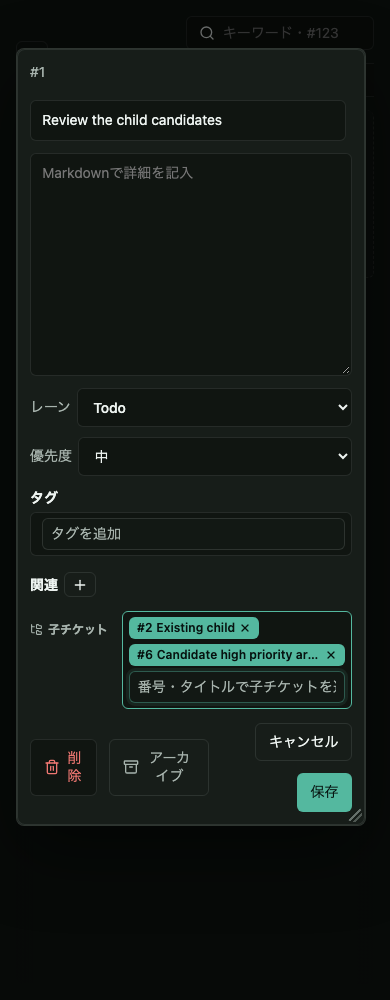 キーワード・#123
#1
Review the child candidates
Markdownで詳細を記入
レーン
Todo
優先度
中
タグ
タグを追加
関連 +
子チケット
#2 Existing child ×
#6 Candidate high priority ar... ×
番号・タイトルで子チケットを
キャンセル
削
除
アーカ
イブ
保存